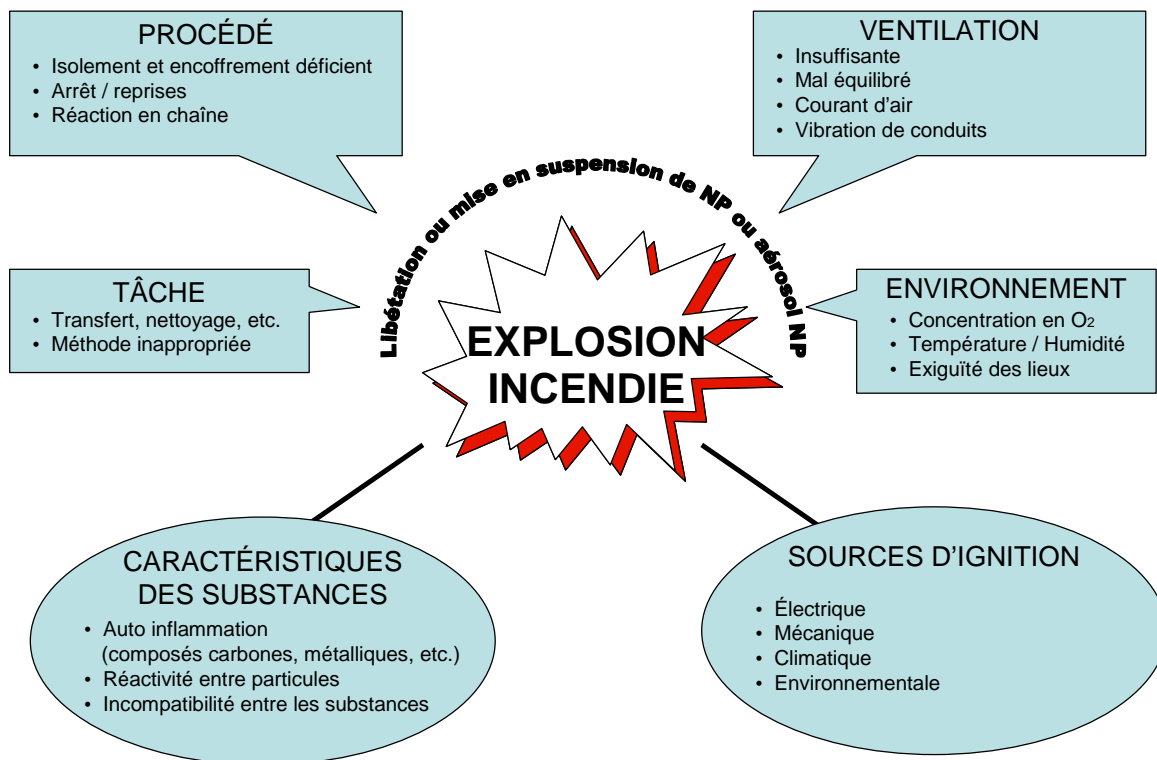 PROCÉDÉ
• Isolement et encoffrement déficient
• Arrêt / reprises
• Réaction en chaîne
VENTILATION
• Insuffisante
• Mal équilibré
• Courant d'air
• Vibration de conduits
Libétation ou mise en suspension de NP ou aérosol NP
TÂCHE
• Transfert, nettoyage, etc.
• Méthode inappropriée
EXPLOSION
INCENDIE
ENVIRONNEMENT
• Concentration en O2
• Température / Humidité
• Exiguïté des lieux
CARACTÉRISTIQUES
DES SUBSTANCES
• Auto inflammation
(composés carbones, métalliques, etc.)
• Réactivité entre particules
• Incompatibilité entre les substances
SOURCES D'IGNITION
• Électrique
• Mécanique
• Climatique
• Environnementale